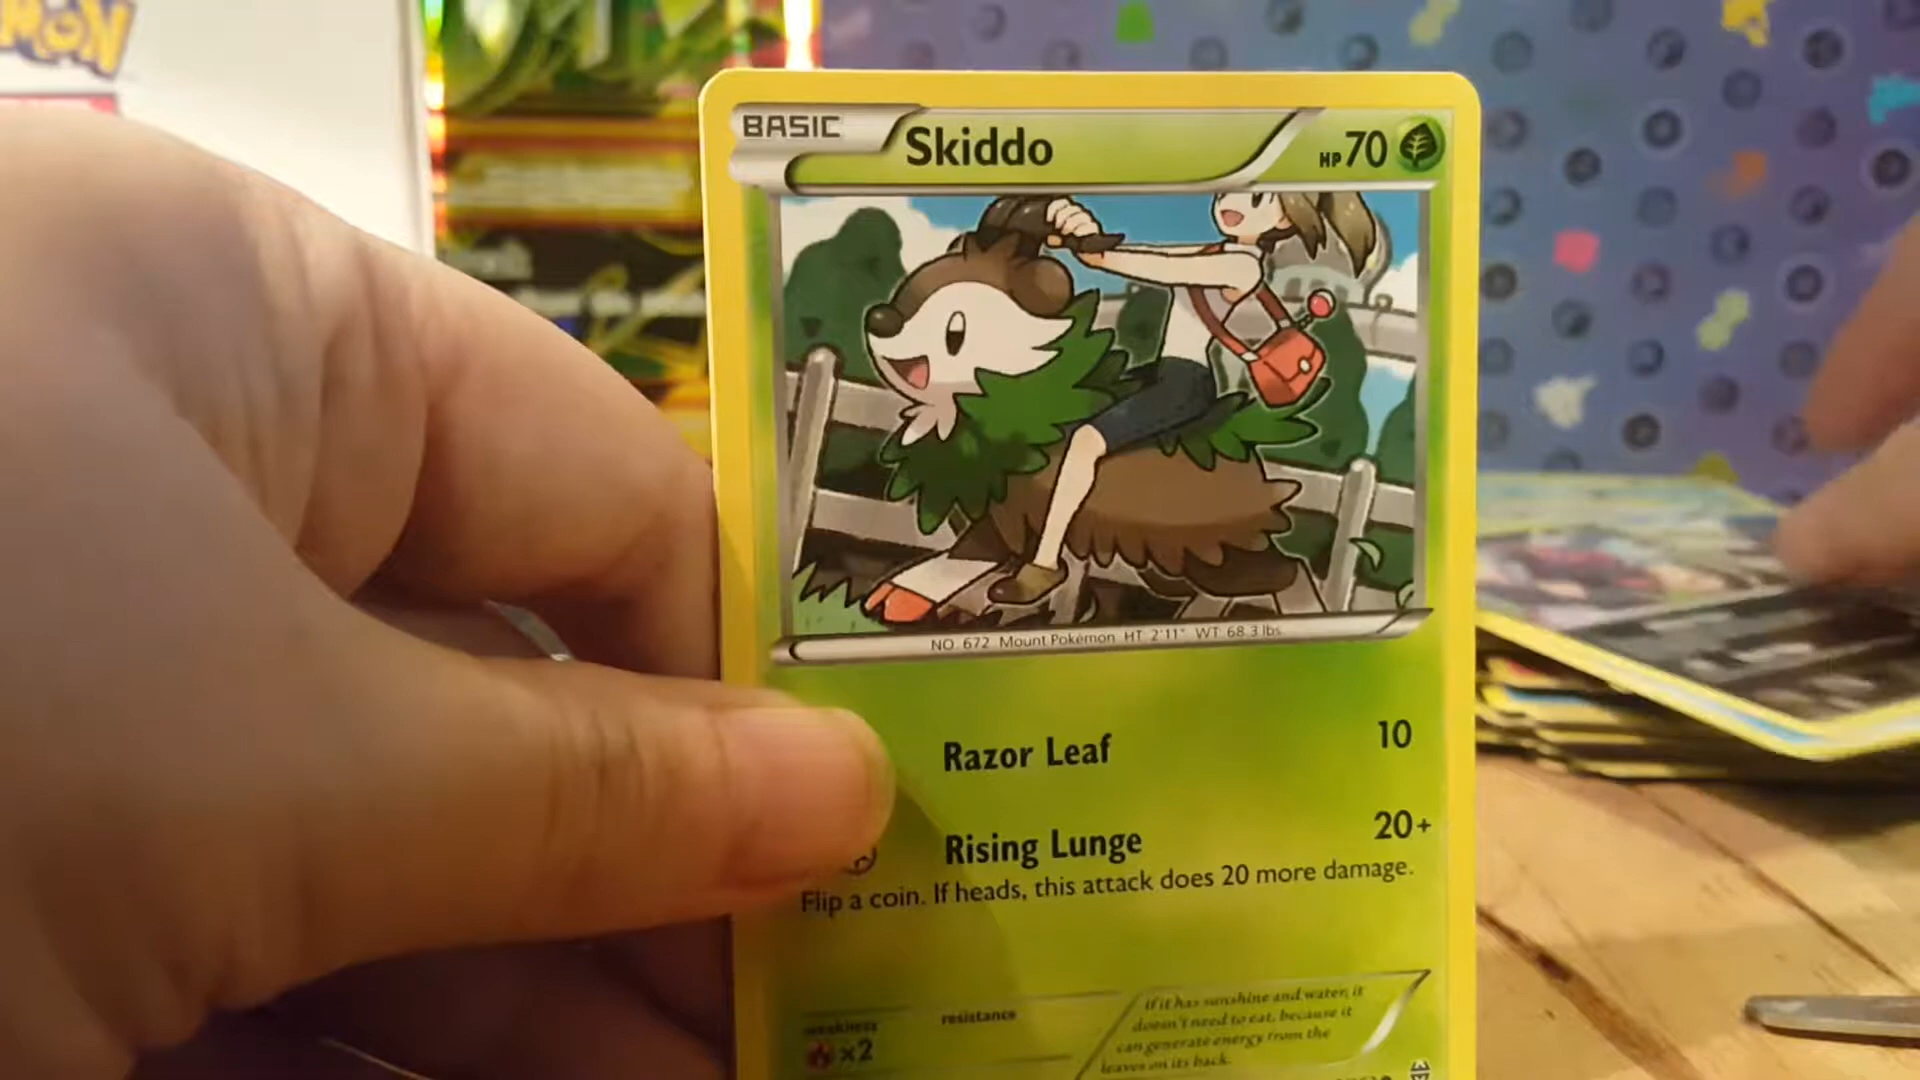 MON
BASIC
Skiddo
HP 70
NO. 672 Mount Pokémon HT: 2'11" WT: 68.3 lbs.
Razor Leaf 10
Rising Lunge 20+
Flip a coin. If heads, this attack does 20 more damage.
weakness
×2
resistance
If it has sunshine and water, it
doesn't need to eat, because it
can generate energy from the
leaves on its back.